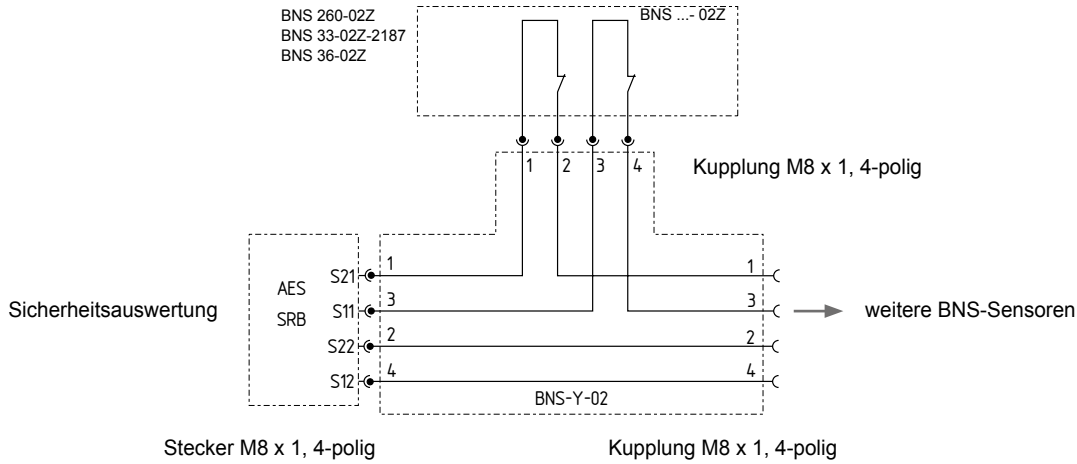 BNS 260-02Z
BNS 33-02Z-2187
BNS 36-02Z
BNS ...- 02Z
1 2 3 4
Kupplung M8 x 1, 4-polig
Sicherheitsauswertung
AES
SRB
S21 1 1
S11 3 3
S22 2 2
S12 4 4
weitere BNS-Sensoren
BNS-Y-02
Stecker M8 x 1, 4-polig
Kupplung M8 x 1, 4-polig